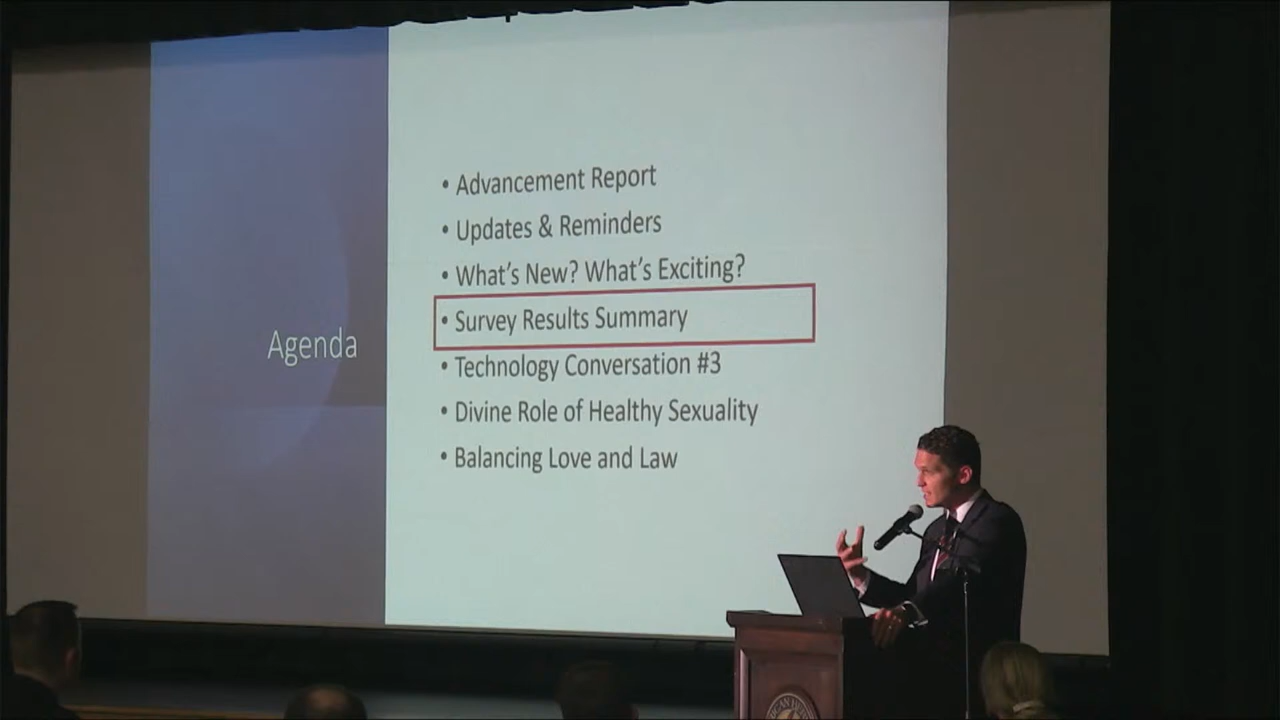 Agenda
• Advancement Report
• Updates & Reminders
• What's New? What's Exciting?
• Survey Results Summary
• Technology Conversation #3
• Divine Role of Healthy Sexuality
• Balancing Love and Law